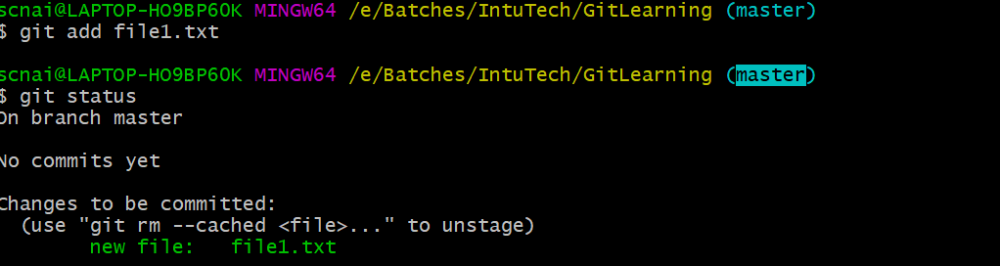 scnai@LAPTOP-HO9BP6OK MINGW64 /e/Batches/IntuTech/GitLearning (master)
$ git add file1.txt
scnai@LAPTOP-HO9BP6OK MINGW64 /e/Batches/IntuTech/GitLearning (master)
$ git status
On branch master
No commits yet
Changes to be committed:
(use "git rm --cached <file>..." to unstage)
new file: file1.txt